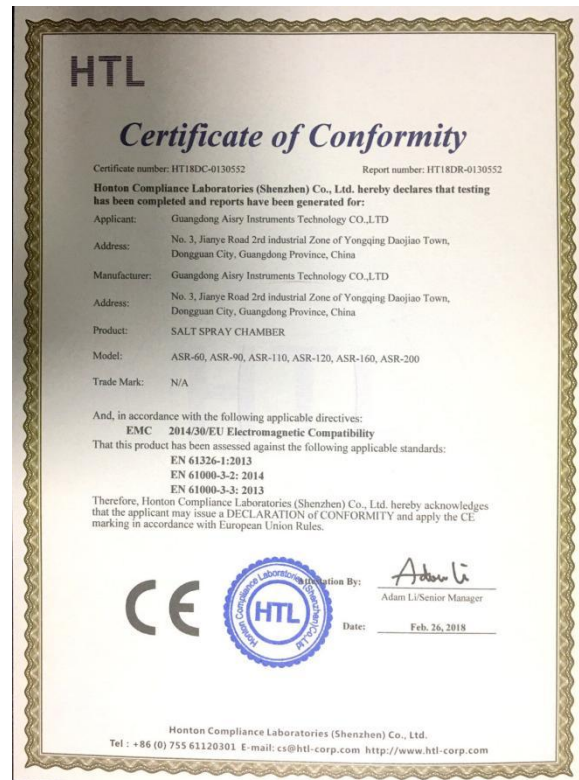 HTL
Certificate of Conformity
Certificate number: HT18DC-0130552 Report number: HT18DR-0130552
Honton Compliance Laboratories (Shenzhen) Co., Ltd. hereby declares that testing
has been completed and reports have been generated for:
Applicant: Guangdong Aisry Instruments Technology CO.,LTD
Address: No. 3, Jianye Road 2rd industrial Zone of Yongqing Daojiao Town,
Dongguan City, Guangdong Province, China
Manufacturer: Guangdong Aisry Instruments Technology CO.,LTD
Address: No. 3, Jianye Road 2rd industrial Zone of Yongqing Daojiao Town,
Dongguan City, Guangdong Province, China
Product: SALT SPRAY CHAMBER
Model: ASR-60, ASR-90, ASR-110, ASR-120, ASR-160, ASR-200
Trade Mark: N/A
And, in accordance with the following applicable directives:
EMC 2014/30/EU Electromagnetic Compatibility
That this product has been assessed against the following applicable standards:
EN 61326-1:2013
EN 61000-3-2: 2014
EN 61000-3-3: 2013
Therefore, Honton Compliance Laboratories (Shenzhen) Co., Ltd. hereby acknowledges
that the applicant may issue a DECLARATION of CONFORMITY and apply the CE
marking in accordance with European Union Rules.
CE
Honton Compliance Laboratories (Shenzhen) Co., Ltd
HTL
Attestation By: Adam Li
Adam Li/Senior Manager
Date: Feb. 26, 2018
Honton Compliance Laboratories (Shenzhen) Co., Ltd.
Tel : +86 (0) 755 61120301 E-mail: cs@htl-corp.com http://www.htl-corp.com